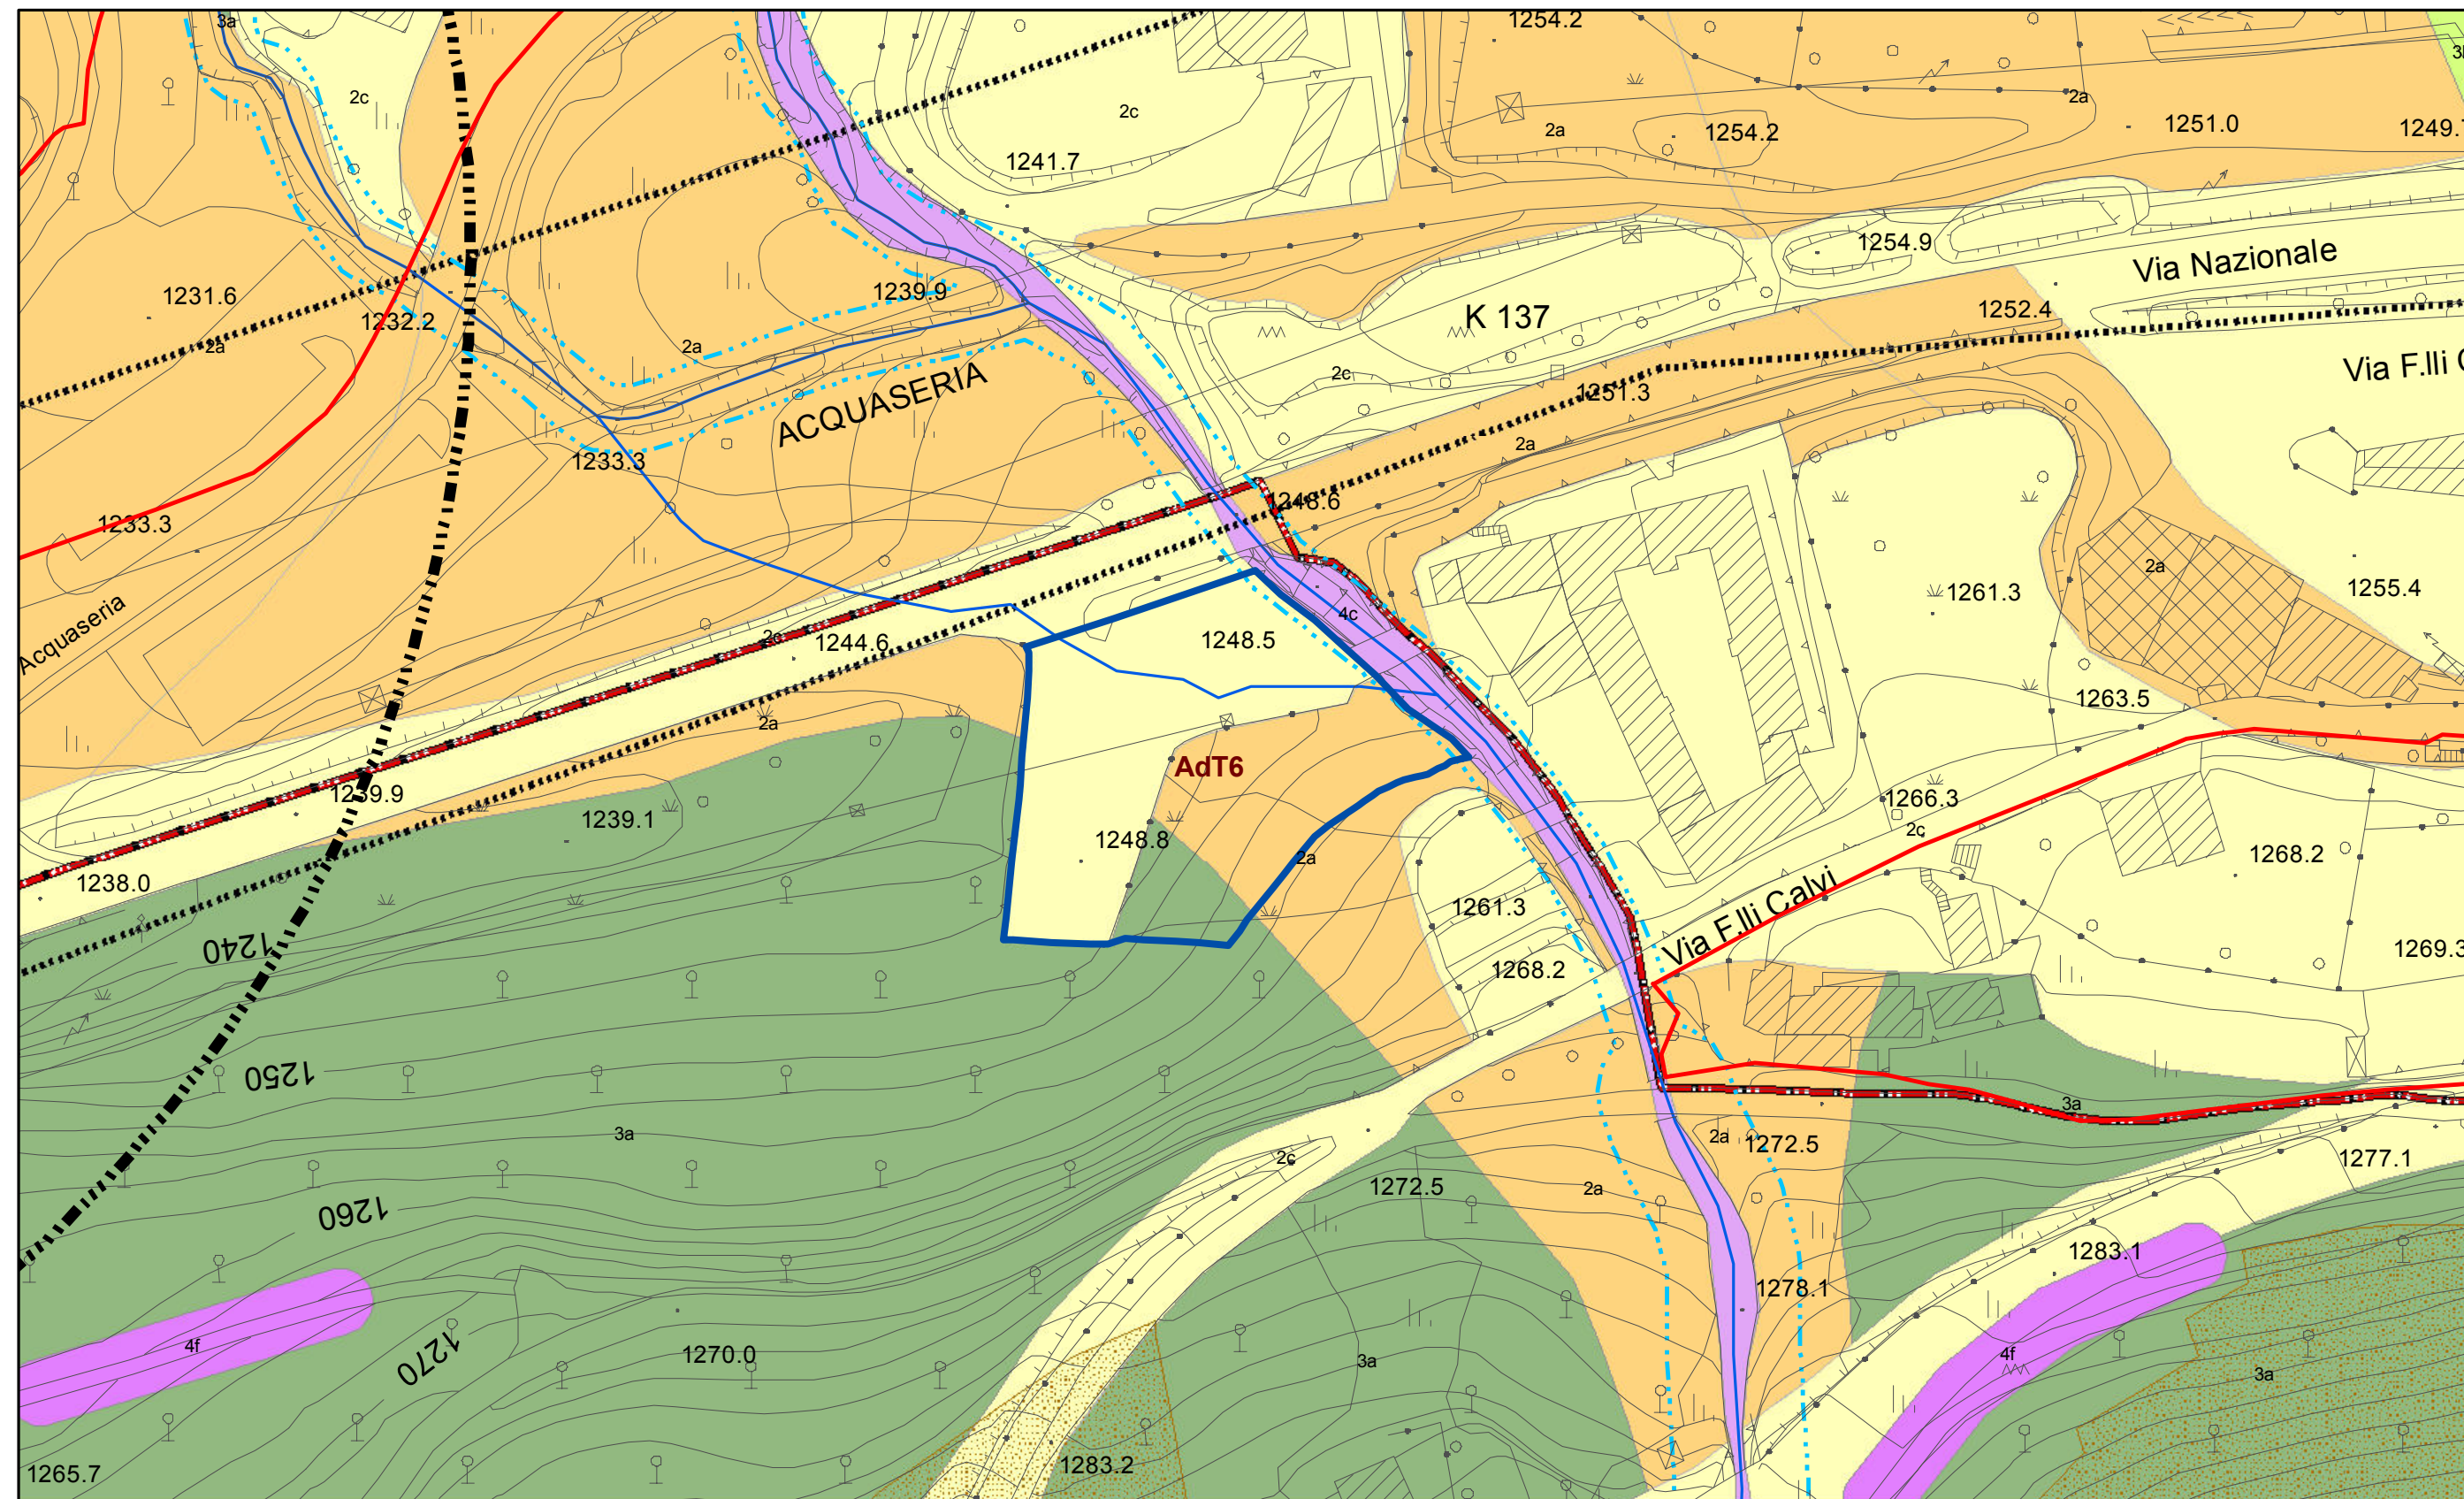 3a
1254.2
3
2c
2c
2a
2a
1254.2
1251.0
1249.
1241.7
1254.9
Via Nazionale
1231.6
1239.9
1252.4
1232.2
K 137
2a
2a
Via F.lli
2c
ACQUASERIA
1251.3
2a
1233.3
1248.6
1233.3
2a
1261.3
1255.4
4c
Acquaseria
2c
1244.6
1248.5
1263.5
2a
AdT6
1239.9
1266.3
1239.1
2c
1248.8
2a
1268.2
1238.0
1261.3
Via F.lli Calvi
1240
1268.2
1269.3
1250
3a
3a
2a
1272.5
2c
1277.1
1272.5
2a
1260
1283.1
1278.1
4f
1270
1270.0
4f
3a
3a
1283.2
1265.7